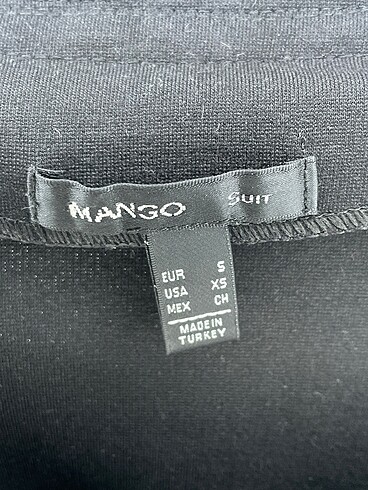 MANGO SUIT
EUR S
USA XS
MEX CH
MADE IN
TURKEY